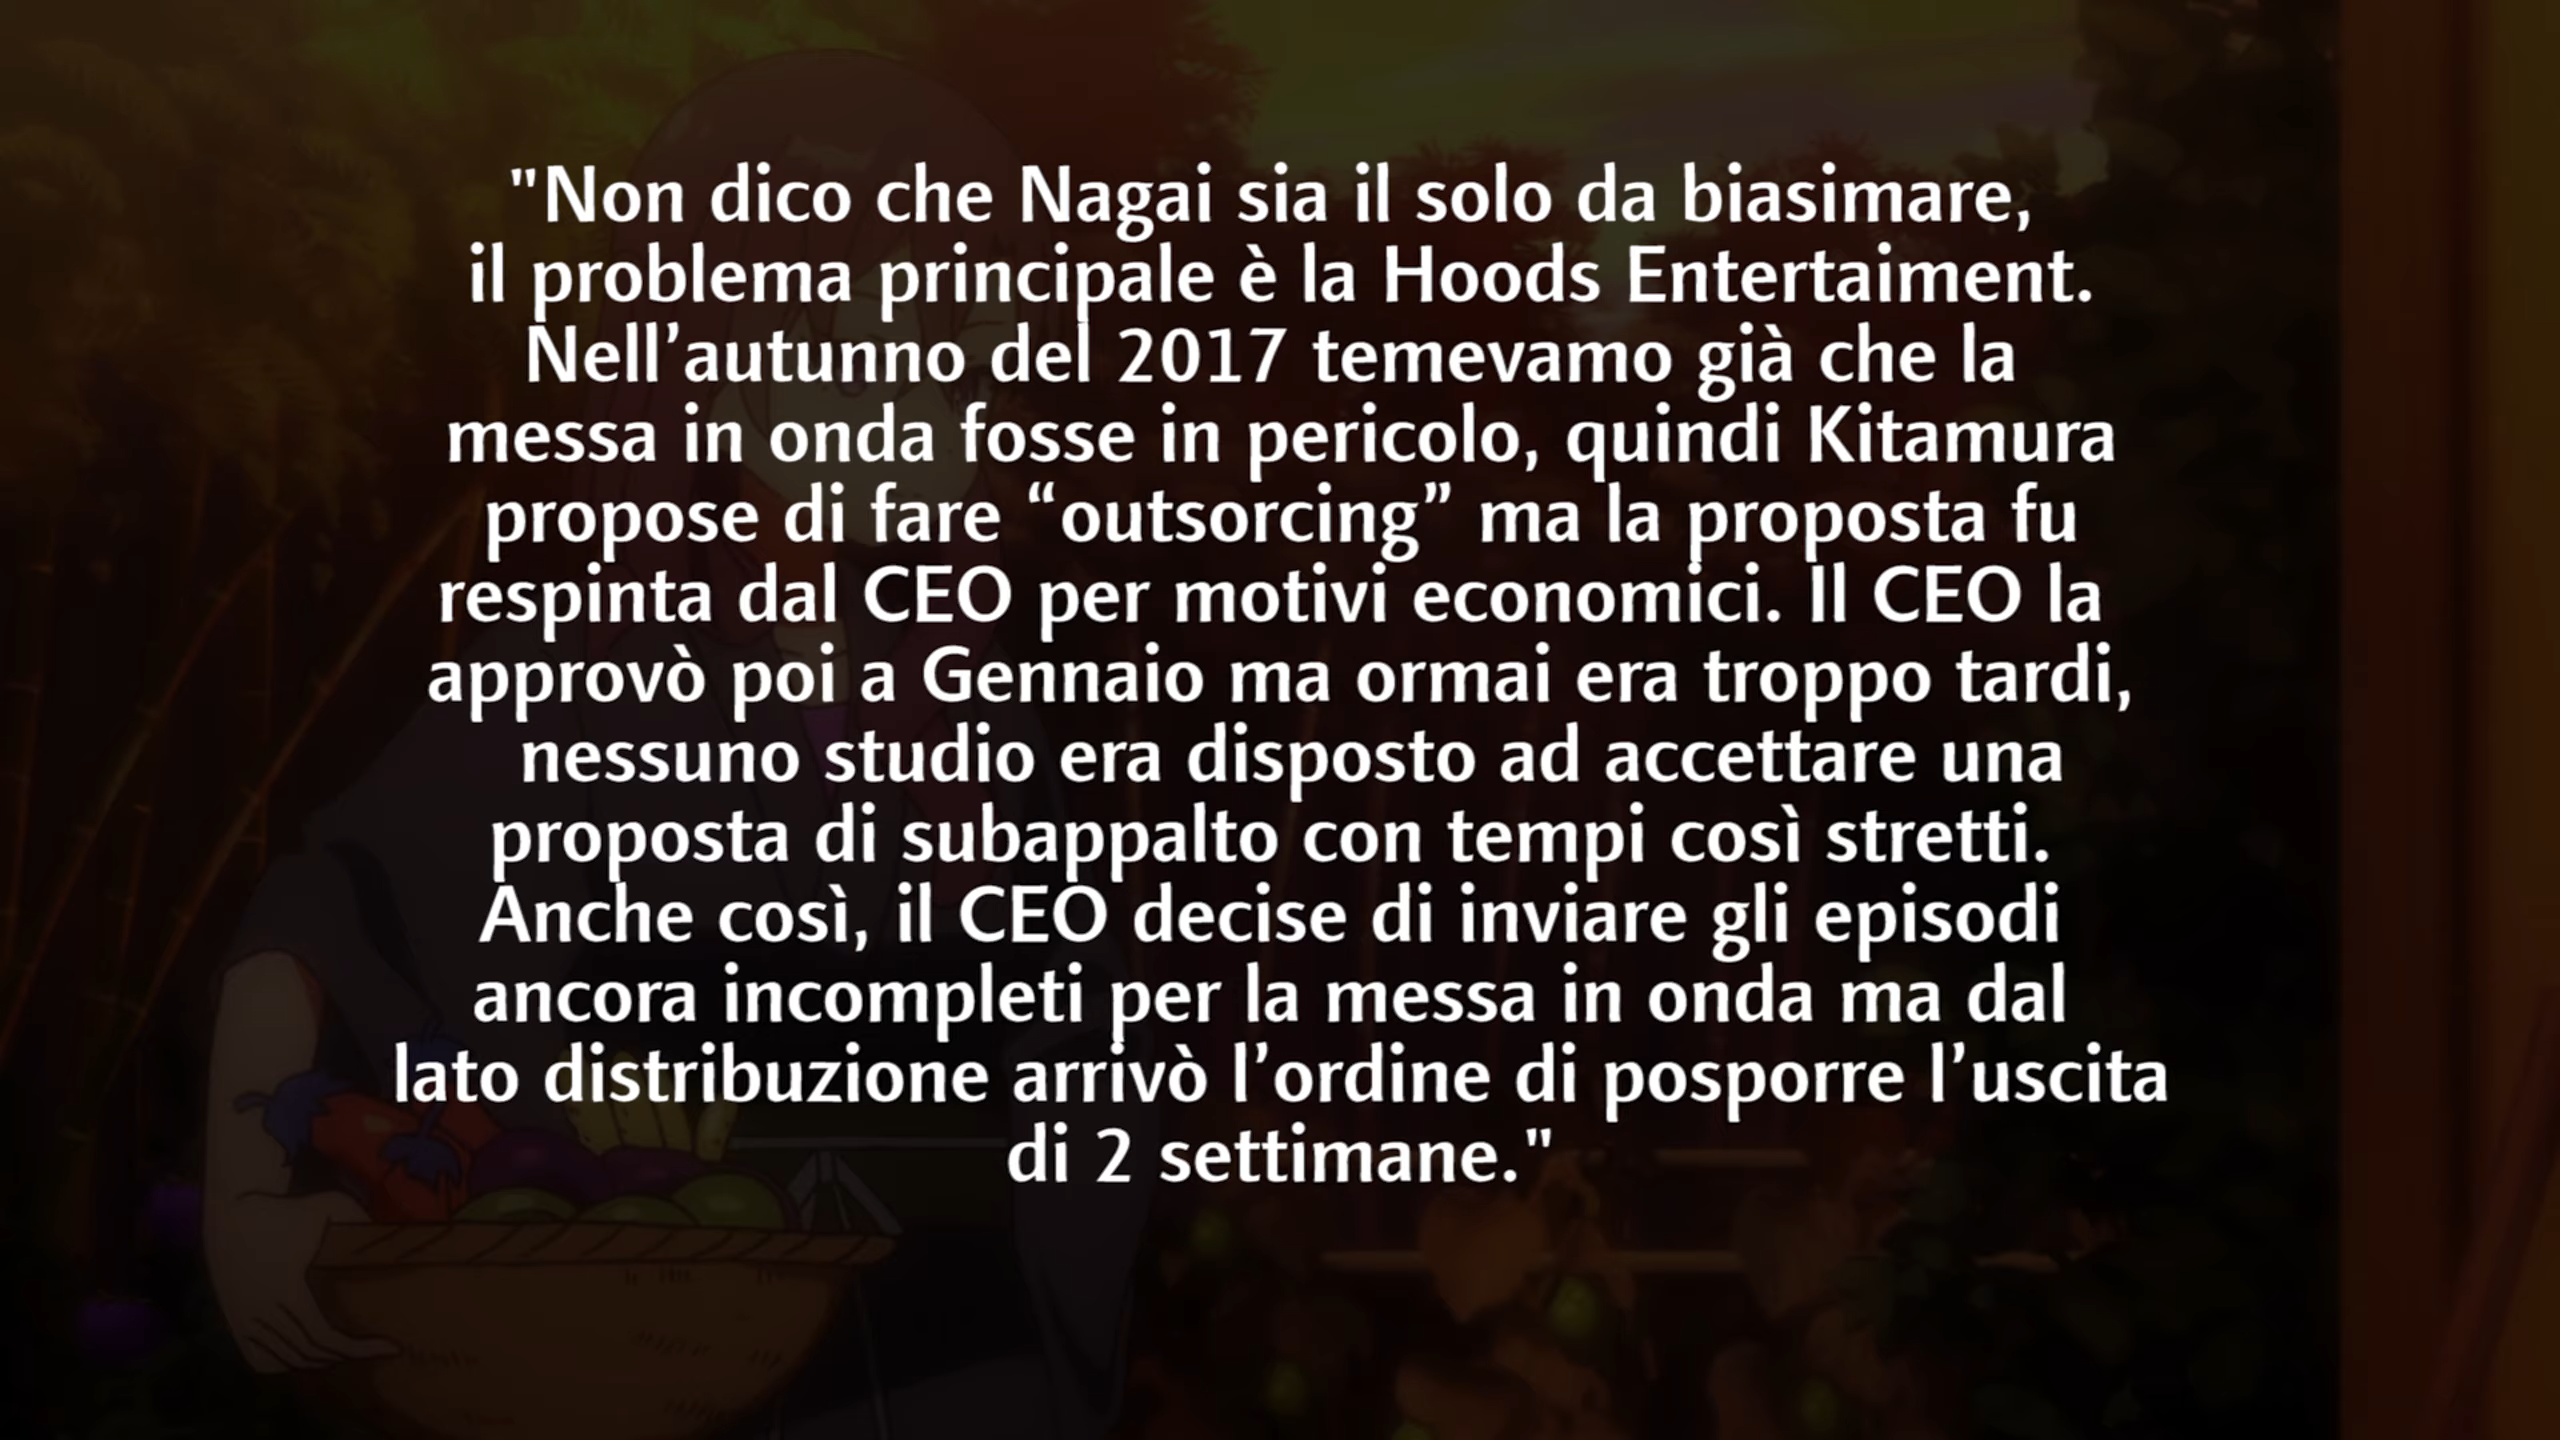 "Non dico che Nagai sia il solo da biasimare,
il problema principale è la Hoods Entertaiment.
Nell’autunno del 2017 temevamo già che la
messa in onda fosse in pericolo, quindi Kitamura
propose di fare “outsorcing” ma la proposta fu
respinta dal CEO per motivi economici. Il CEO la
approvò poi a Gennaio ma ormai era troppo tardi,
nessuno studio era disposto ad accettare una
proposta di subappalto con tempi così stretti.
Anche così, il CEO decise di inviare gli episodi
ancora incompleti per la messa in onda ma dal
lato distribuzione arrivò l’ordine di posporre l’uscita
di 2 settimane."